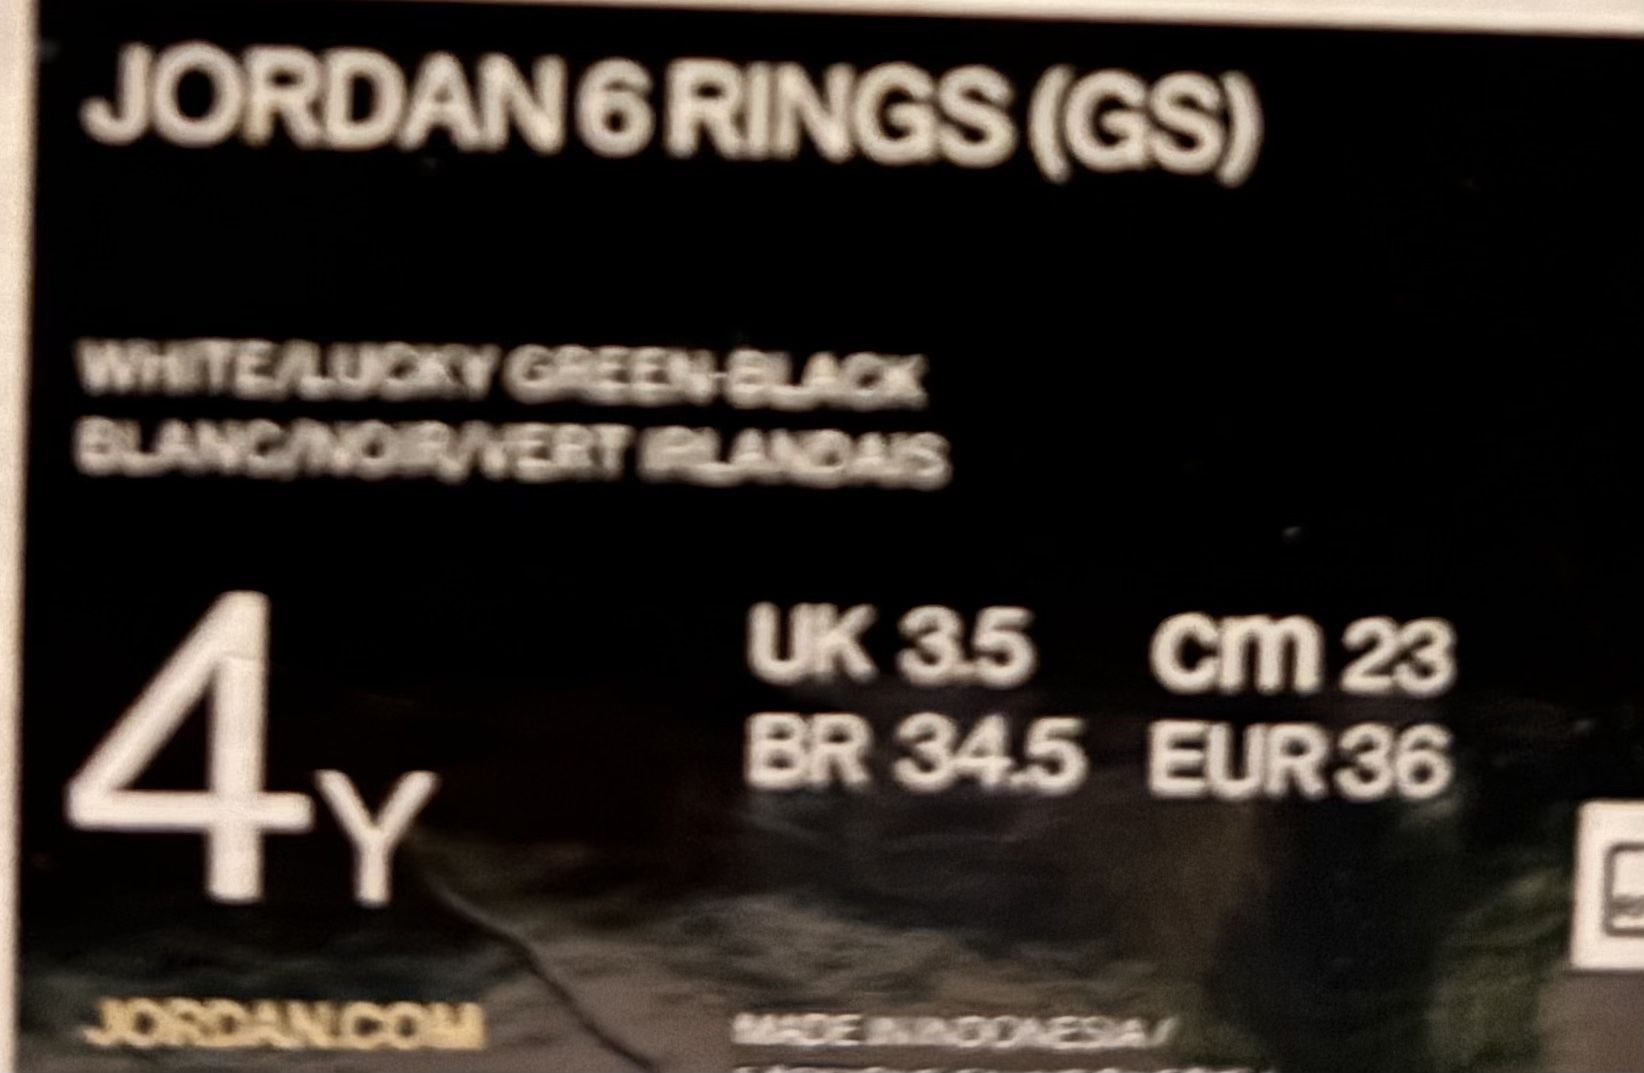 JORDAN 6 RINGS (GS)
WHITE/LUCKY GREEN-BLACK
BLANC/NOIR/VERT IRLANDAIS
4Y
UK 3.5 cm 23
BR 34.5 EUR 36
JORDAN.COM
MADE IN INDONESIA /